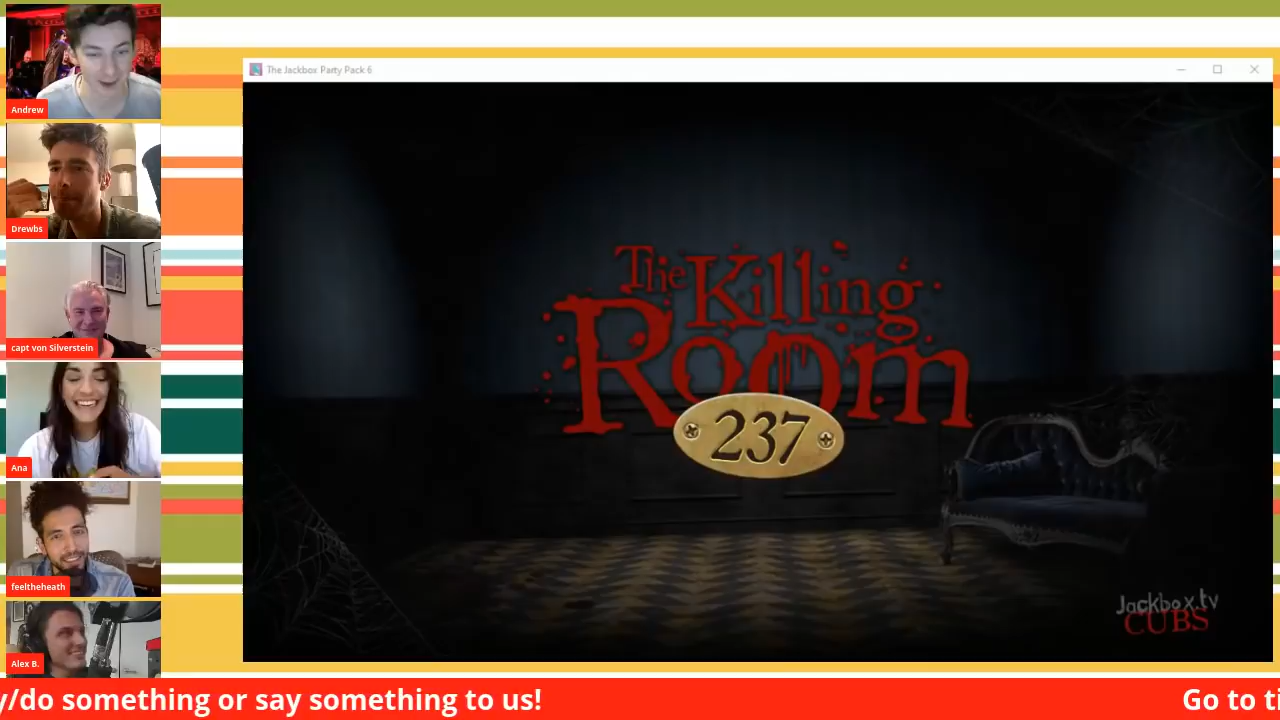 Andrew
Drewbs
capt von Silverstein
Ana
feeltheheath
Alex B.
The Jackbox Party Pack 6
The Killing
Room
237
Jackbox.tv
CUBS
y/do something or say something to us!
Go to ti